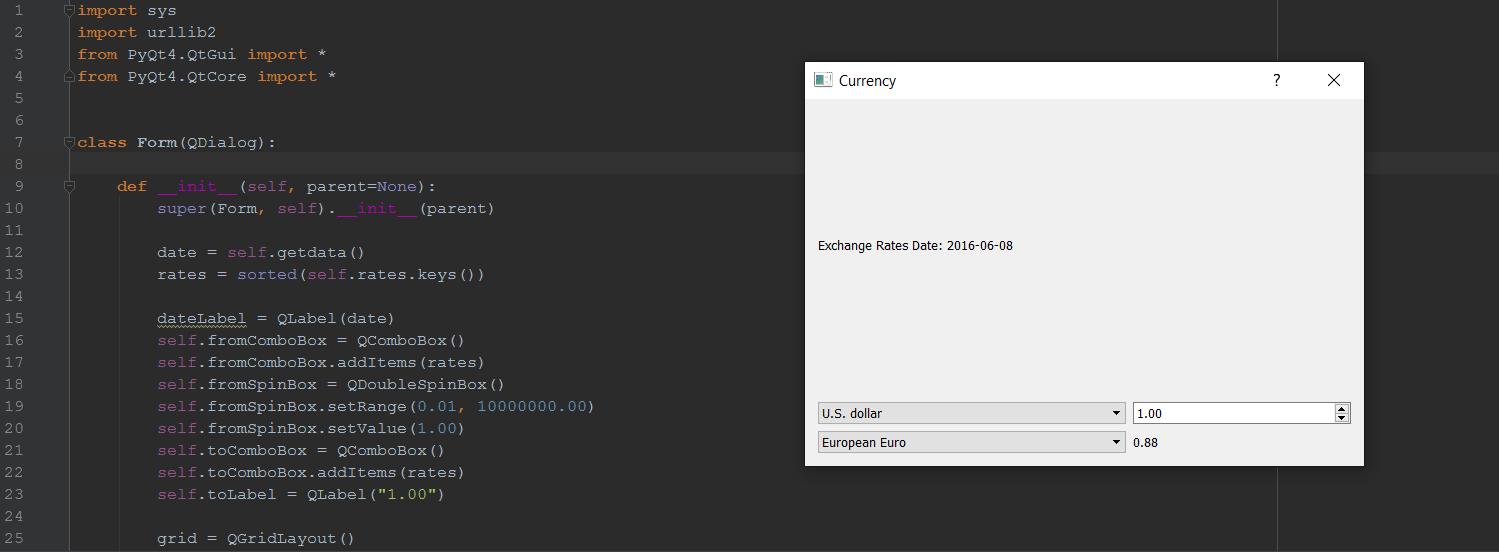 1 import sys
2 import urllib2
3 from PyQt4.QtGui import *
4 from PyQt4.QtCore import *
5
6
7 class Form(QDialog):
8
9     def __init__(self, parent=None):
10         super(Form, self).__init__(parent)
11
12         date = self.getdata()
13         rates = sorted(self.rates.keys())
14
15         dateLabel = QLabel(date)
16         self.fromComboBox = QComboBox()
17         self.fromComboBox.addItems(rates)
18         self.fromSpinBox = QDoubleSpinBox()
19         self.fromSpinBox.setRange(0.01, 10000000.00)
20         self.fromSpinBox.setValue(1.00)
21         self.toComboBox = QComboBox()
22         self.toComboBox.addItems(rates)
23         self.toLabel = QLabel("1.00")
24
25         grid = QGridLayout()
Currency ?
Exchange Rates Date: 2016-06-08
U.S. dollar 1.00
European Euro 0.88